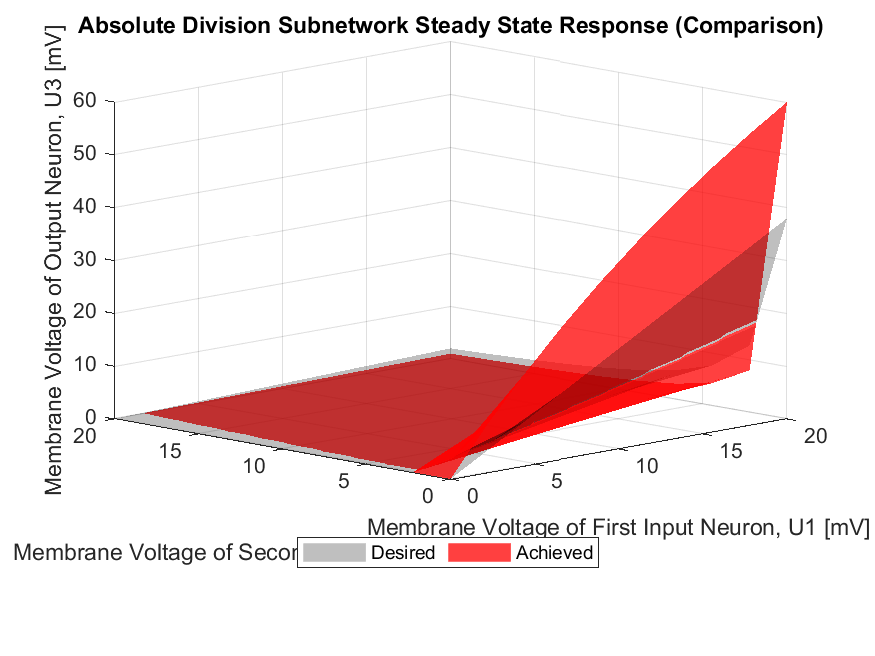 Absolute Division Subnetwork Steady State Response (Comparison)
Membrane Voltage of Output Neuron, U3 [mV]
60
50
40
30
20
10
0
20
15
10
5
0
0
5
10
15
20
Membrane Voltage of First Input Neuron, U1 [mV]
Membrane Voltage of
Desired
Achieved